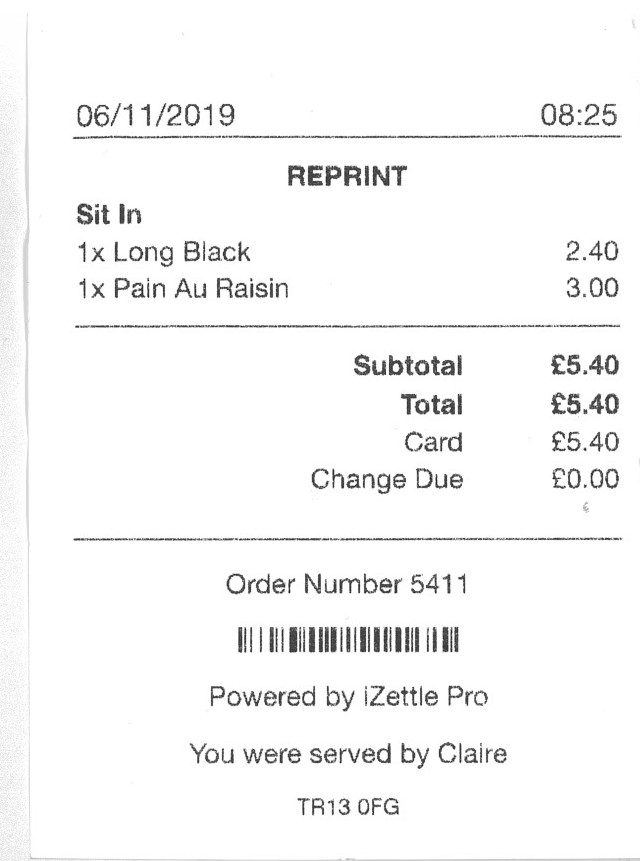 06/11/2019 08:25
REPRINT
Sit In
1x Long Black 2.40
1x Pain Au Raisin 3.00
Subtotal £5.40
Total £5.40
Card £5.40
Change Due £0.00
Order Number 5411
Powered by iZettle Pro
You were served by Claire
TR13 0FG